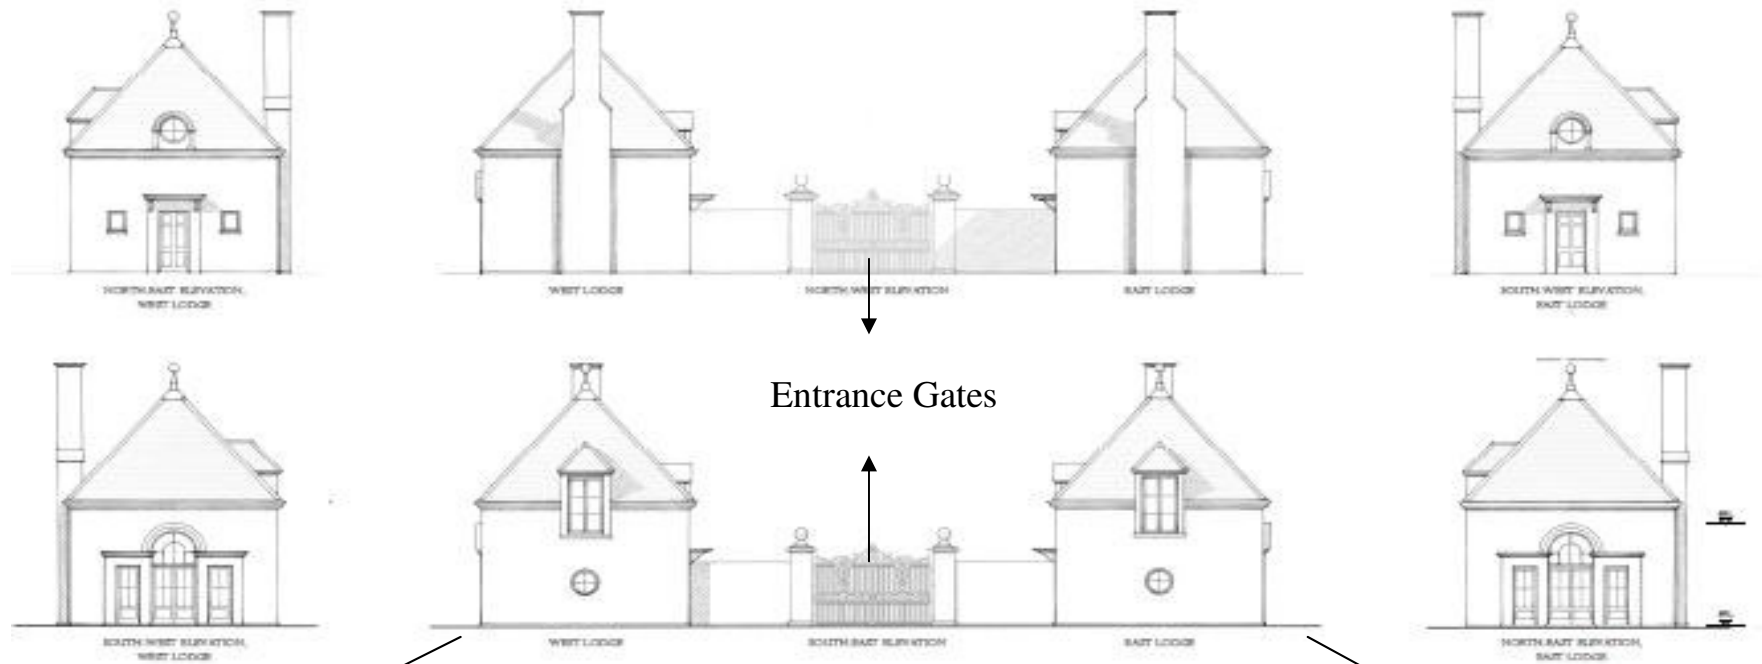 NORTH EAST ELEVATION,
WEST LODGE
WEST LODGE
NORTH WEST ELEVATION
EAST LODGE
SOUTH WEST ELEVATION,
EAST LODGE
Entrance Gates
SOUTH WEST ELEVATION,
WEST LODGE
WEST LODGE
SOUTH EAST ELEVATION
EAST LODGE
NORTH EAST ELEVATION,
EAST LODGE